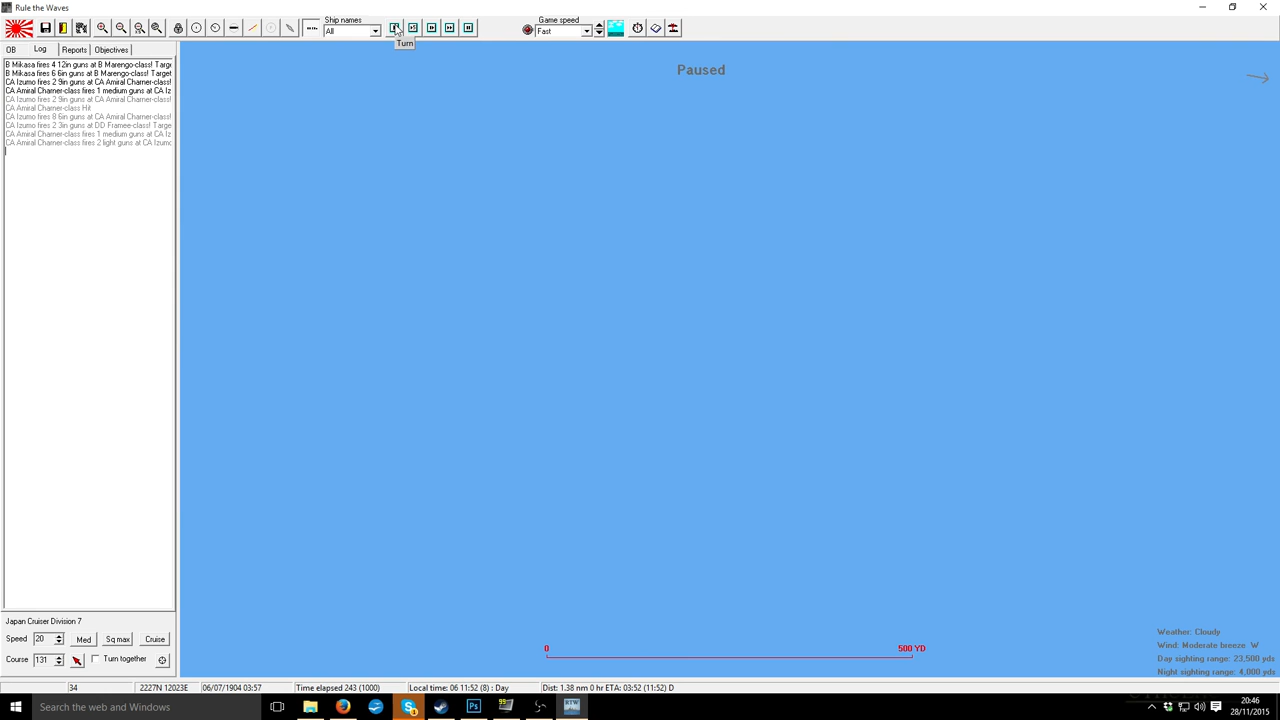 Rule the Waves
Ship names
All
Game speed
Fast
Turn
OB
Log
Reports
Objectives
B Mikasa fires 4 12in guns at B Marengo-class! Targe
B Mikasa fires 6 6in guns at B Marengo-class! Target
CA Izumo fires 2 9in guns at CA Amiral Charner-class!
CA Amiral Charner-class fires 1 medium guns at CA Iz
CA Izumo fires 2 9in guns at CA Amiral Charner-class!
CA Amiral Charner-class Hit
CA Izumo fires 8 6in guns at CA Amiral Charner-class!
CA Izumo fires 2 3in guns at DD Framee-class! Targe
CA Amiral Charner-class fires 1 medium guns at CA Iz
CA Amiral Charner-class fires 2 light guns at CA Izumo
Paused
0
500 YD
Weather: Cloudy
Wind: Moderate breeze W
Day sighting range: 23,500 yds
Night sighting range: 4,000 yds
Japan Cruiser Division 7
Speed 20 Med Sq max Cruise
Course 131 Turn together
34
2227N 12023E
06/07/1904 03:57
Time elapsed 243 (1000)
Local time: 06 11:52 (8) : Day
Dist: 1.38 nm 0 hr ETA: 03:52 (11:52) D
Search the web and Windows
RTW
20:46
28/11/2015